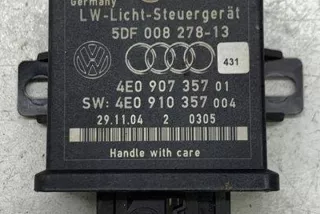 Germany
LW-Licht-Steuergerät
5DF 008 278-13
431
4E0 907 357 01
SW: 4E0 910 357 004
29.11.04 2 0305
Handle with care